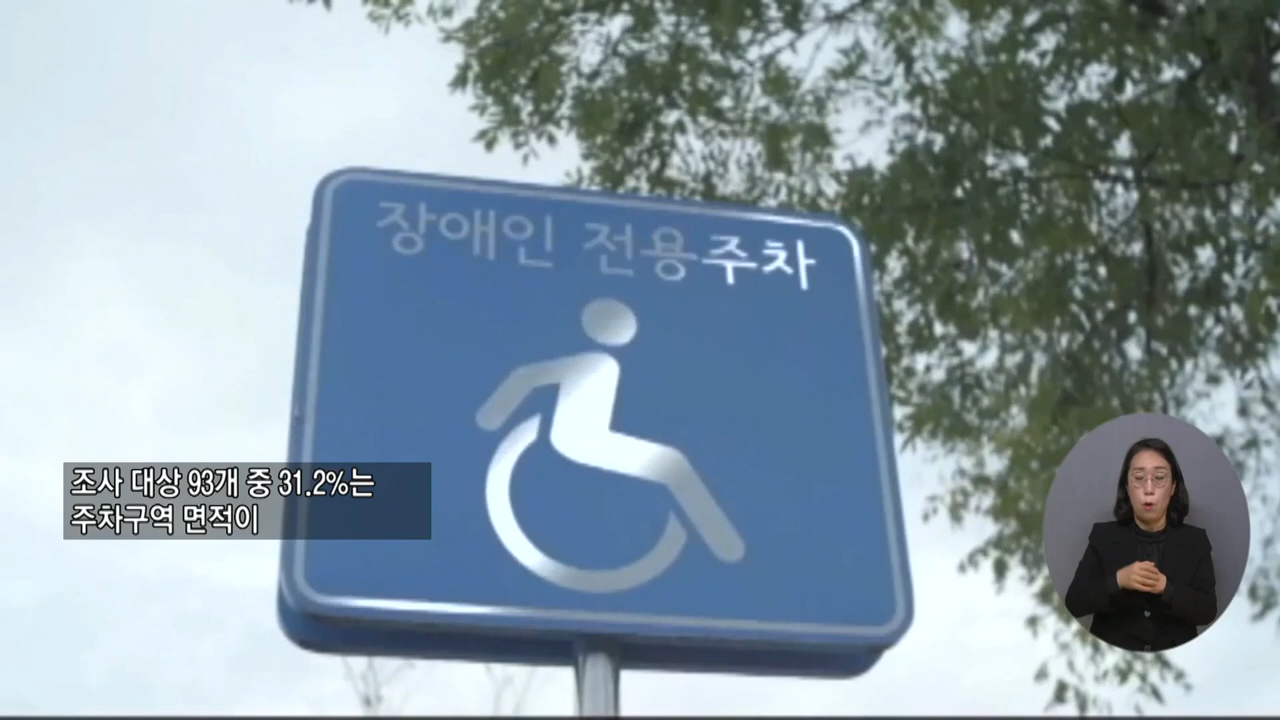 장애인 전용주차
조사 대상 93개 중 31.2%는
주차구역 면적이